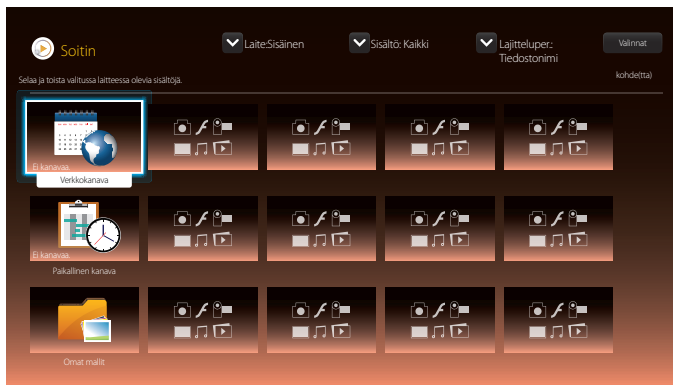 Soitin
Laite:Sisäinen
Sisältö: Kaikki
Lajitteluper.:
Tiedostonimi
Valinnat
Selaa ja toista valitussa laitteessa olevia sisältöjä.
kohde(tta)
Ei kanavaa.
Verkkokanava
Ei kanavaa.
Paikallinen kanava
Omat mallit